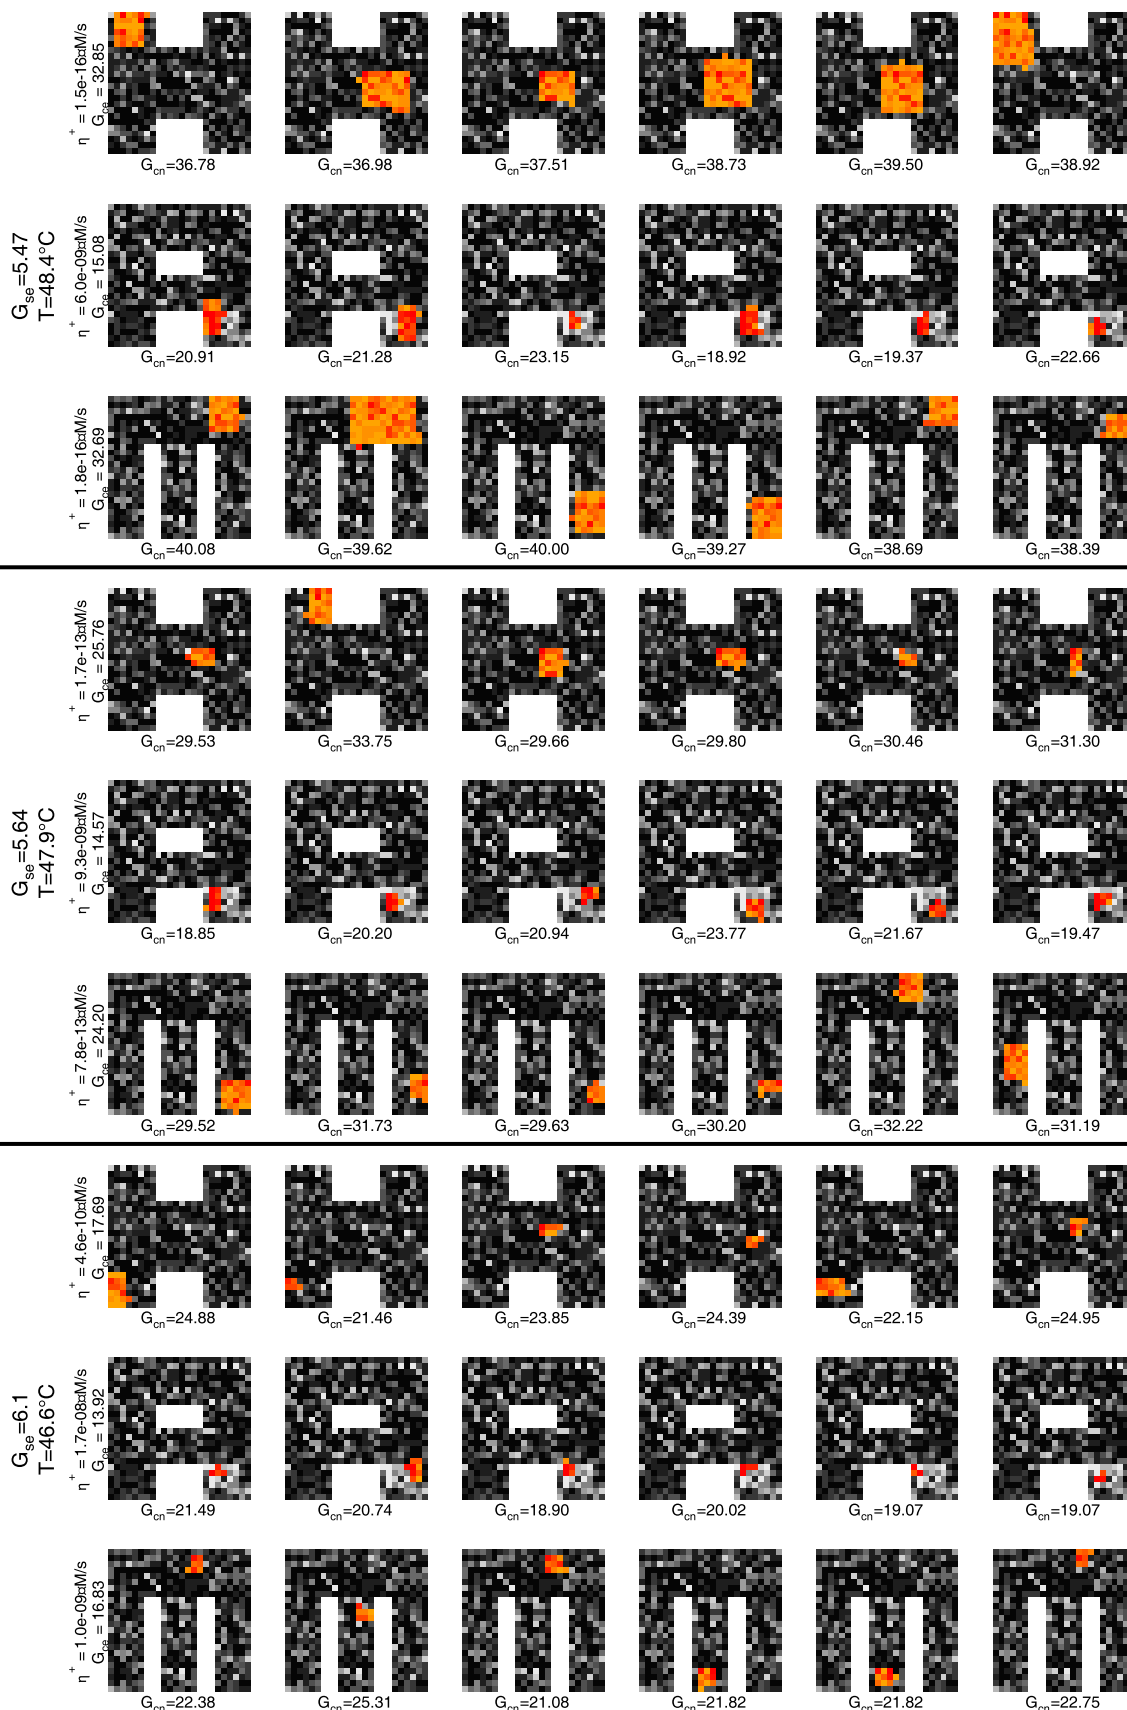 G_se=5.47
T=48.4°C
η⁺ = 1.5e-16¤M/s
G_ce = 32.85
G_cn=36.78
G_cn=36.98
G_cn=37.51
G_cn=38.73
G_cn=39.50
G_cn=38.92
η⁺ = 6.0e-09¤M/s
G_ce = 15.08
G_cn=20.91
G_cn=21.28
G_cn=23.15
G_cn=18.92
G_cn=19.37
G_cn=22.66
η⁺ = 1.8e-16¤M/s
G_ce = 32.69
G_cn=40.08
G_cn=39.62
G_cn=40.00
G_cn=39.27
G_cn=38.69
G_cn=38.39
G_se=5.64
T=47.9°C
η⁺ = 1.7e-13¤M/s
G_ce = 25.76
G_cn=29.53
G_cn=33.75
G_cn=29.66
G_cn=29.80
G_cn=30.46
G_cn=31.30
η⁺ = 9.3e-09¤M/s
G_ce = 14.57
G_cn=18.85
G_cn=20.20
G_cn=20.94
G_cn=23.77
G_cn=21.67
G_cn=19.47
η⁺ = 7.8e-13¤M/s
G_ce = 24.20
G_cn=29.52
G_cn=31.73
G_cn=29.63
G_cn=30.20
G_cn=32.22
G_cn=31.19
G_se=6.1
T=46.6°C
η⁺ = 4.6e-10¤M/s
G_ce = 17.69
G_cn=24.88
G_cn=21.46
G_cn=23.85
G_cn=24.39
G_cn=22.15
G_cn=24.95
η⁺ = 1.7e-08¤M/s
G_ce = 13.92
G_cn=21.49
G_cn=20.74
G_cn=18.90
G_cn=20.02
G_cn=19.07
G_cn=19.07
η⁺ = 1.0e-09¤M/s
G_ce = 16.83
G_cn=22.38
G_cn=25.31
G_cn=21.08
G_cn=21.82
G_cn=21.82
G_cn=22.75